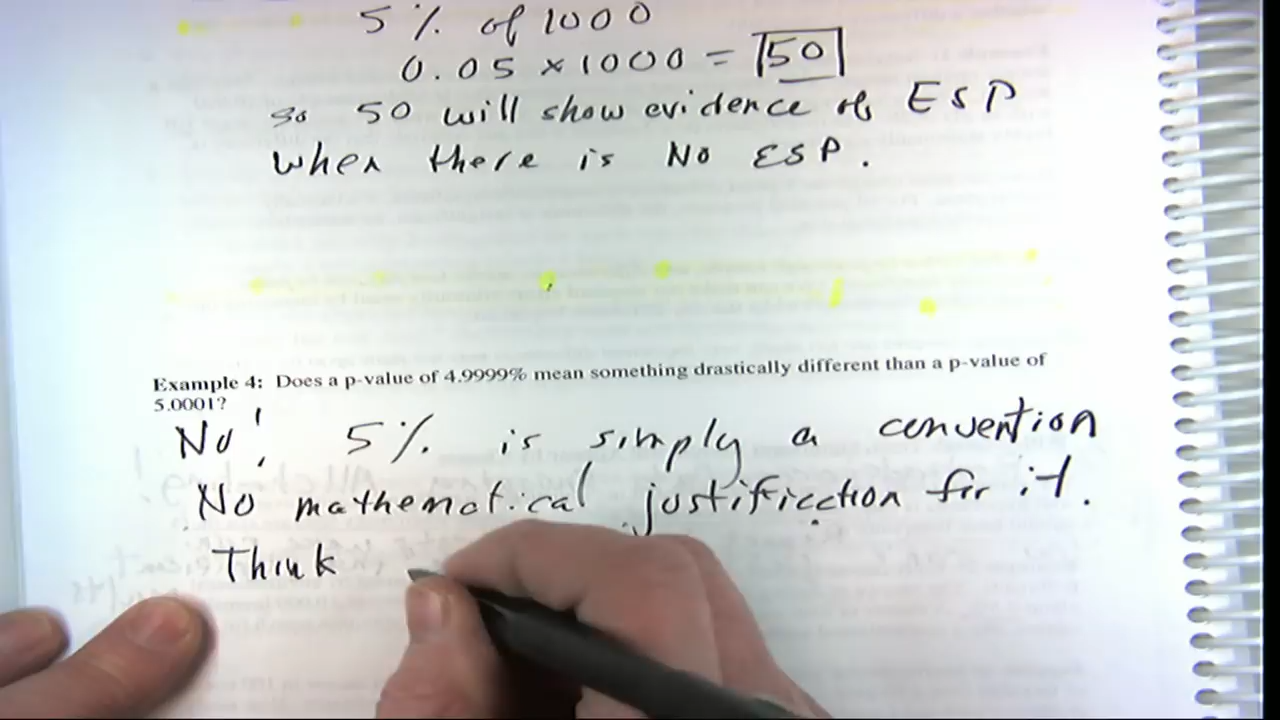 5% of 1000
0.05 × 1000 = 50
so 50 will show evidence of ESP
when there is No ESP.
Example 4: Does a p-value of 4.9999% mean something drastically different than a p-value of
5.0001?
No! 5% is simply a convention
No mathematical justification for it.
Think